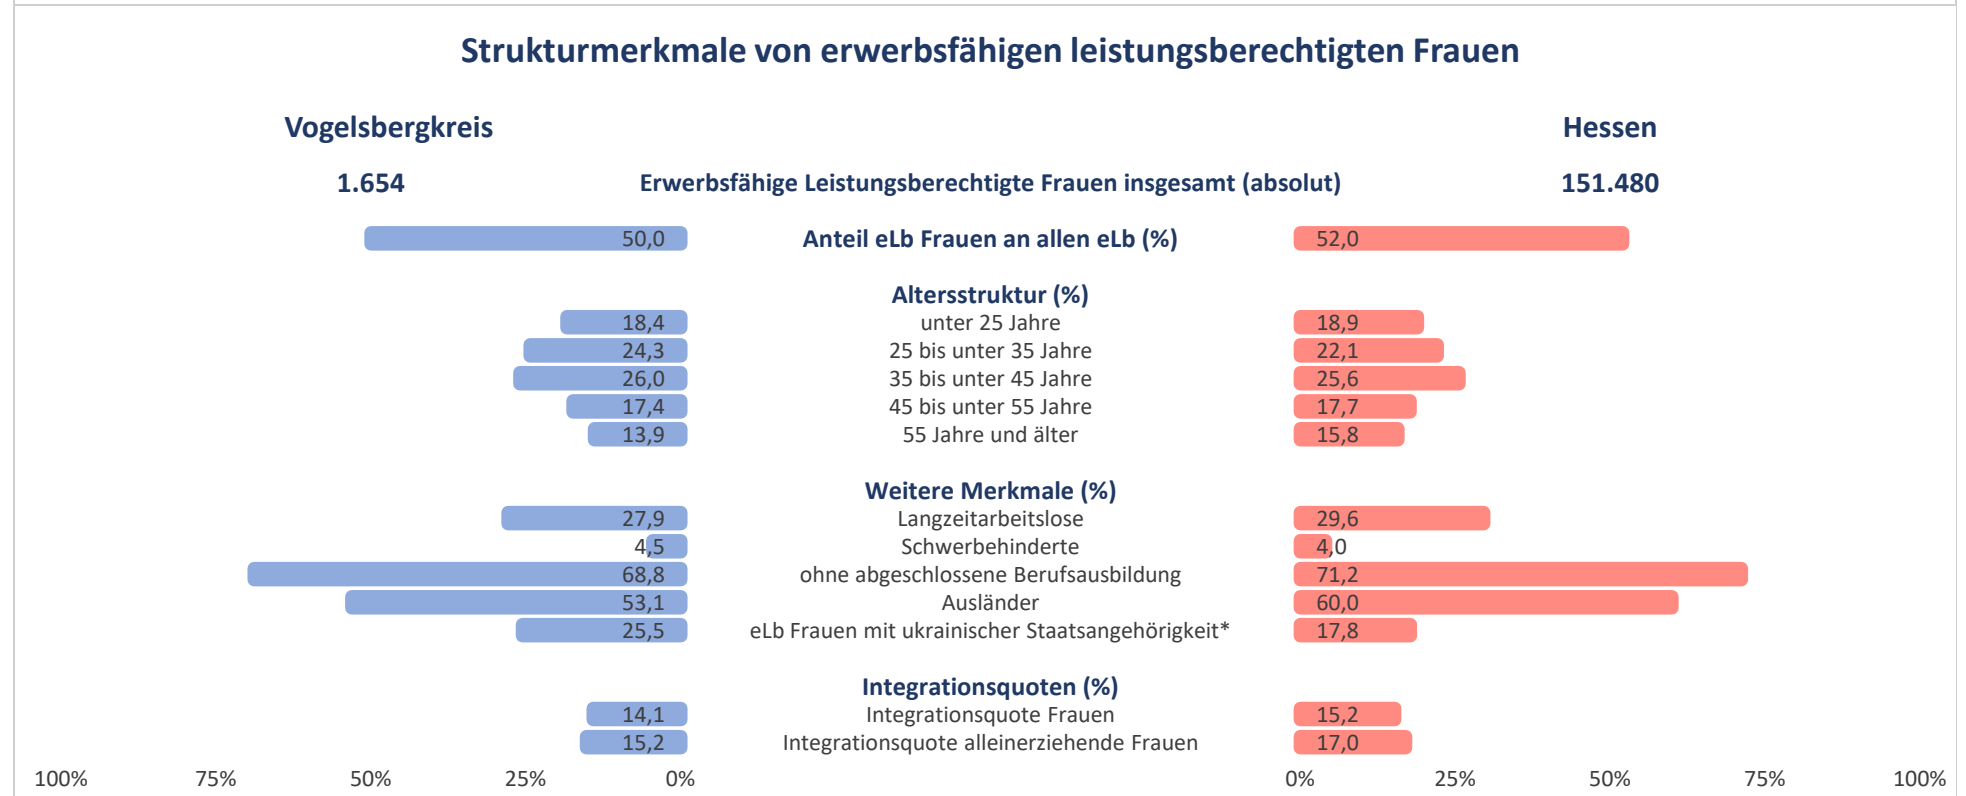 Strukturmerkmale von erwerbsfähigen leistungsberechtigten Frauen
Vogelsbergkreis Hessen
1.654 Erwerbsfähige Leistungsberechtigte Frauen insgesamt (absolut) 151.480
50,0 Anteil eLb Frauen an allen eLb (%) 52,0
Altersstruktur (%)
18,4 unter 25 Jahre 18,9
24,3 25 bis unter 35 Jahre 22,1
26,0 35 bis unter 45 Jahre 25,6
17,4 45 bis unter 55 Jahre 17,7
13,9 55 Jahre und älter 15,8
Weitere Merkmale (%)
27,9 Langzeitarbeitslose 29,6
4,5 Schwerbehinderte 4,0
68,8 ohne abgeschlossene Berufsausbildung 71,2
53,1 Ausländer 60,0
25,5 eLb Frauen mit ukrainischer Staatsangehörigkeit* 17,8
Integrationsquoten (%)
14,1 Integrationsquote Frauen 15,2
15,2 Integrationsquote alleinerziehende Frauen 17,0
100% 75% 50% 25% 0% 0% 25% 50% 75% 100%